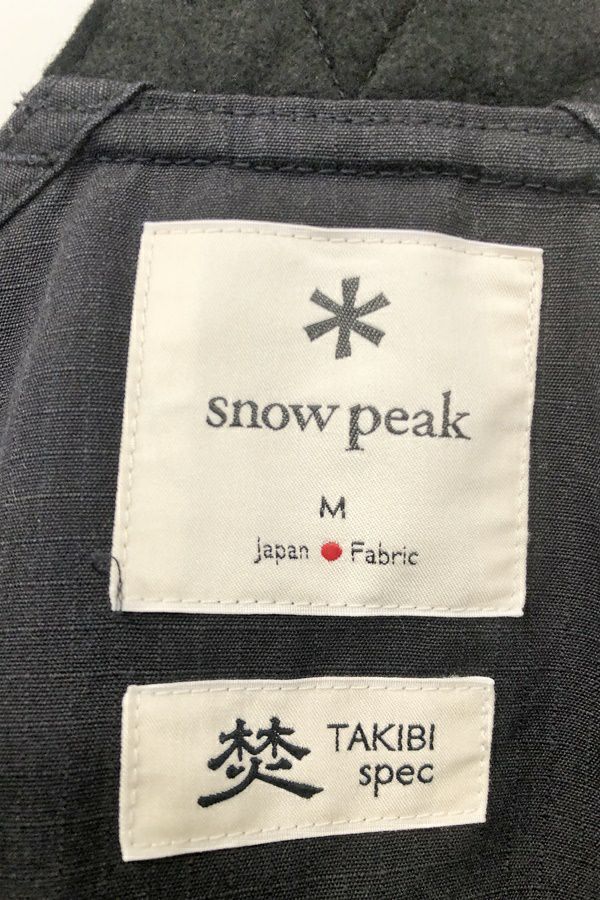 snow peak
M
Japan Fabric
焚 TAKIBI
spec